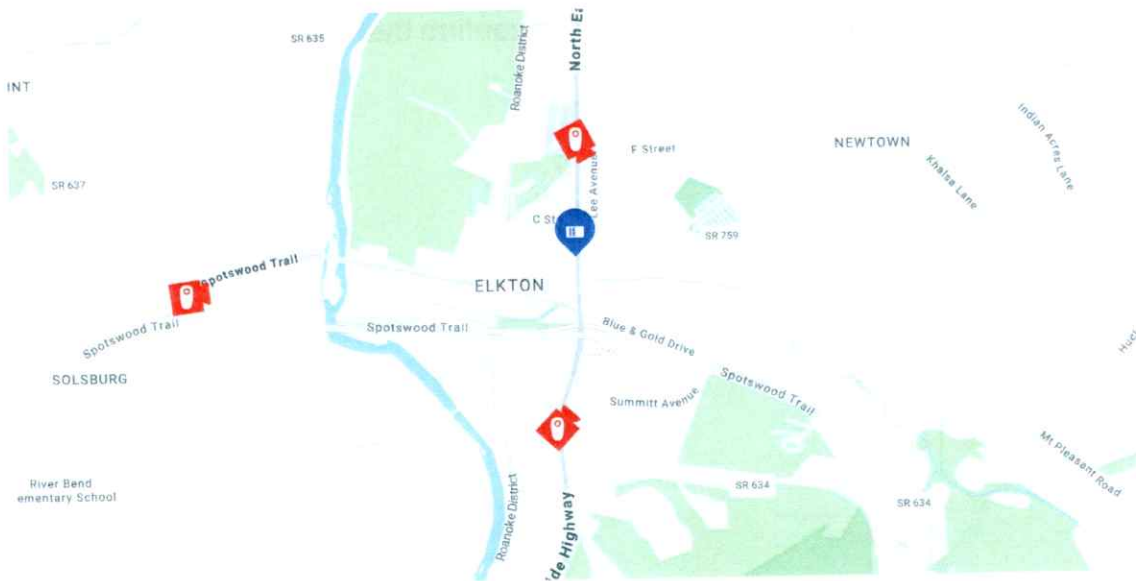 SR 635
Roanoke District
North Ea
INT
SR 637
F Street
Lee Avenue
NEWTOWN
Indian Acres Lane
Khalsa Lane
C St
SR 759
Spotswood Trail
ELKTON
Spotswood Trail
Spotswood Trail
Blue & Gold Drive
SOLSBURG
Summitt Avenue
Spotswood Trail
Huc
River Bend
ementary School
Roanoke District
de Highway
SR 634
SR 634
Mt Pleasant Road